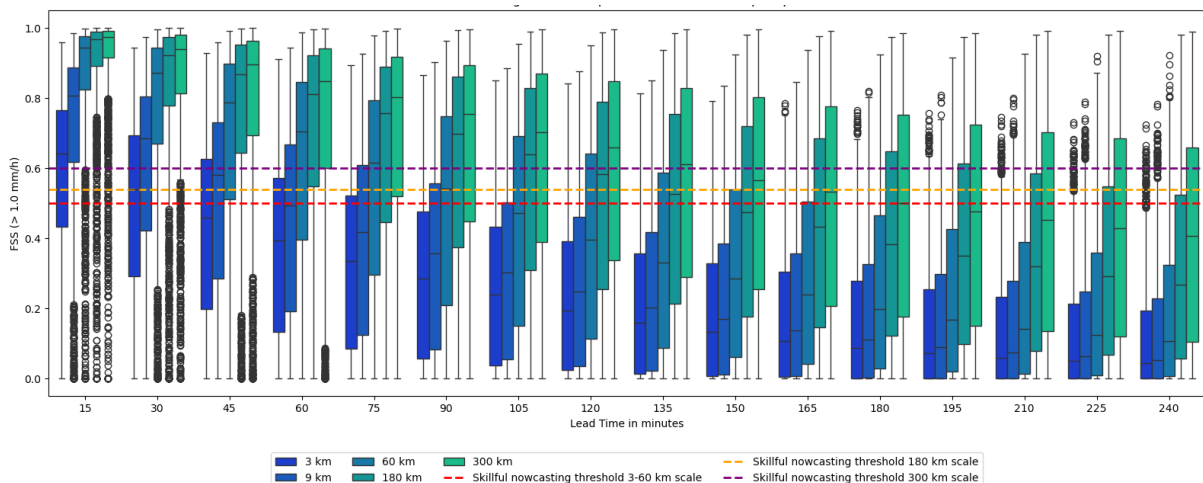 1.0
0.8
0.6
0.4
0.2
0.0
FSS (> 1.0 mm/h)
15 30 45 60 75 90 105 120 135 150 165 180 195 210 225 240
Lead Time in minutes
3 km 60 km 300 km Skillful nowcasting threshold 180 km scale
9 km 180 km Skillful nowcasting threshold 3-60 km scale Skillful nowcasting threshold 300 km scale